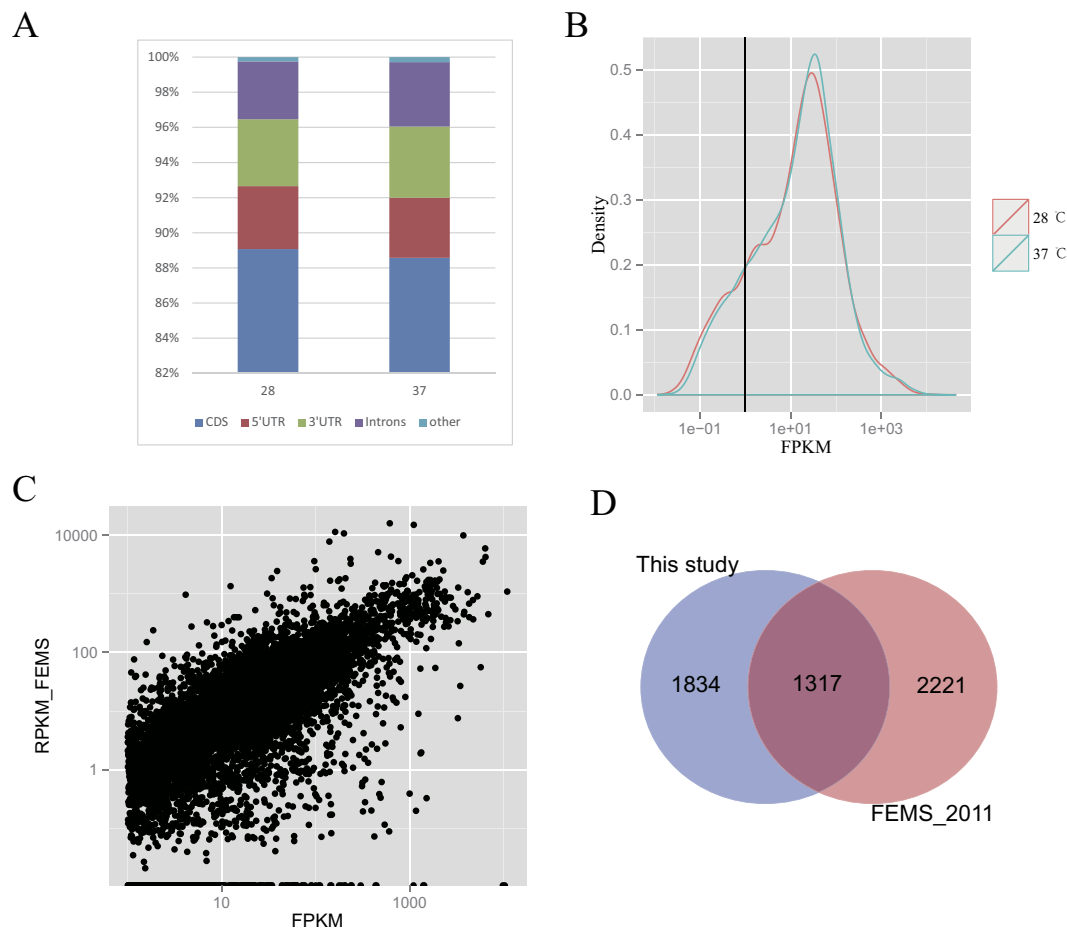 A
100%
98%
96%
94%
92%
90%
88%
86%
84%
82%
28
37
CDS 5'UTR 3'UTR Introns other
B
0.5
0.4
0.3
0.2
0.1
0.0
Density
1e−01
1e+01
1e+03
FPKM
28 ℃
37 ℃
C
10000
100
1
RPKM_FEMS
10
1000
FPKM
D
This study
1834
1317
2221
FEMS_2011